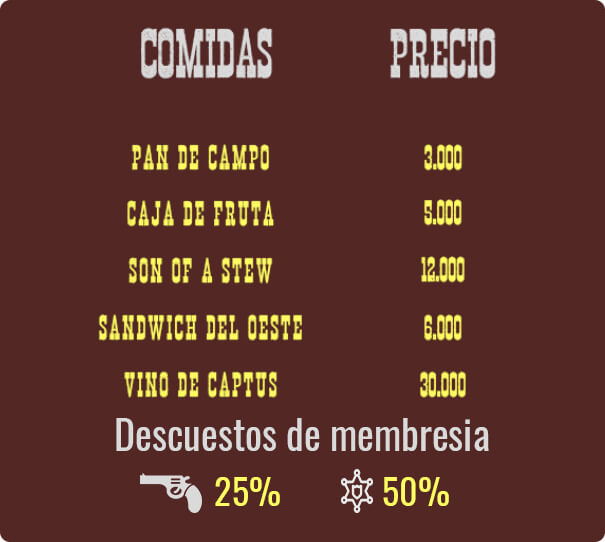 COMIDAS PRECIO
PAN DE CAMPO 3.000
CAJA DE FRUTA 5.000
SON OF A STEW 12.000
SANDWICH DEL OESTE 6.000
VINO DE CAPTUS 30.000
Descuestos de membresia
25% 50%